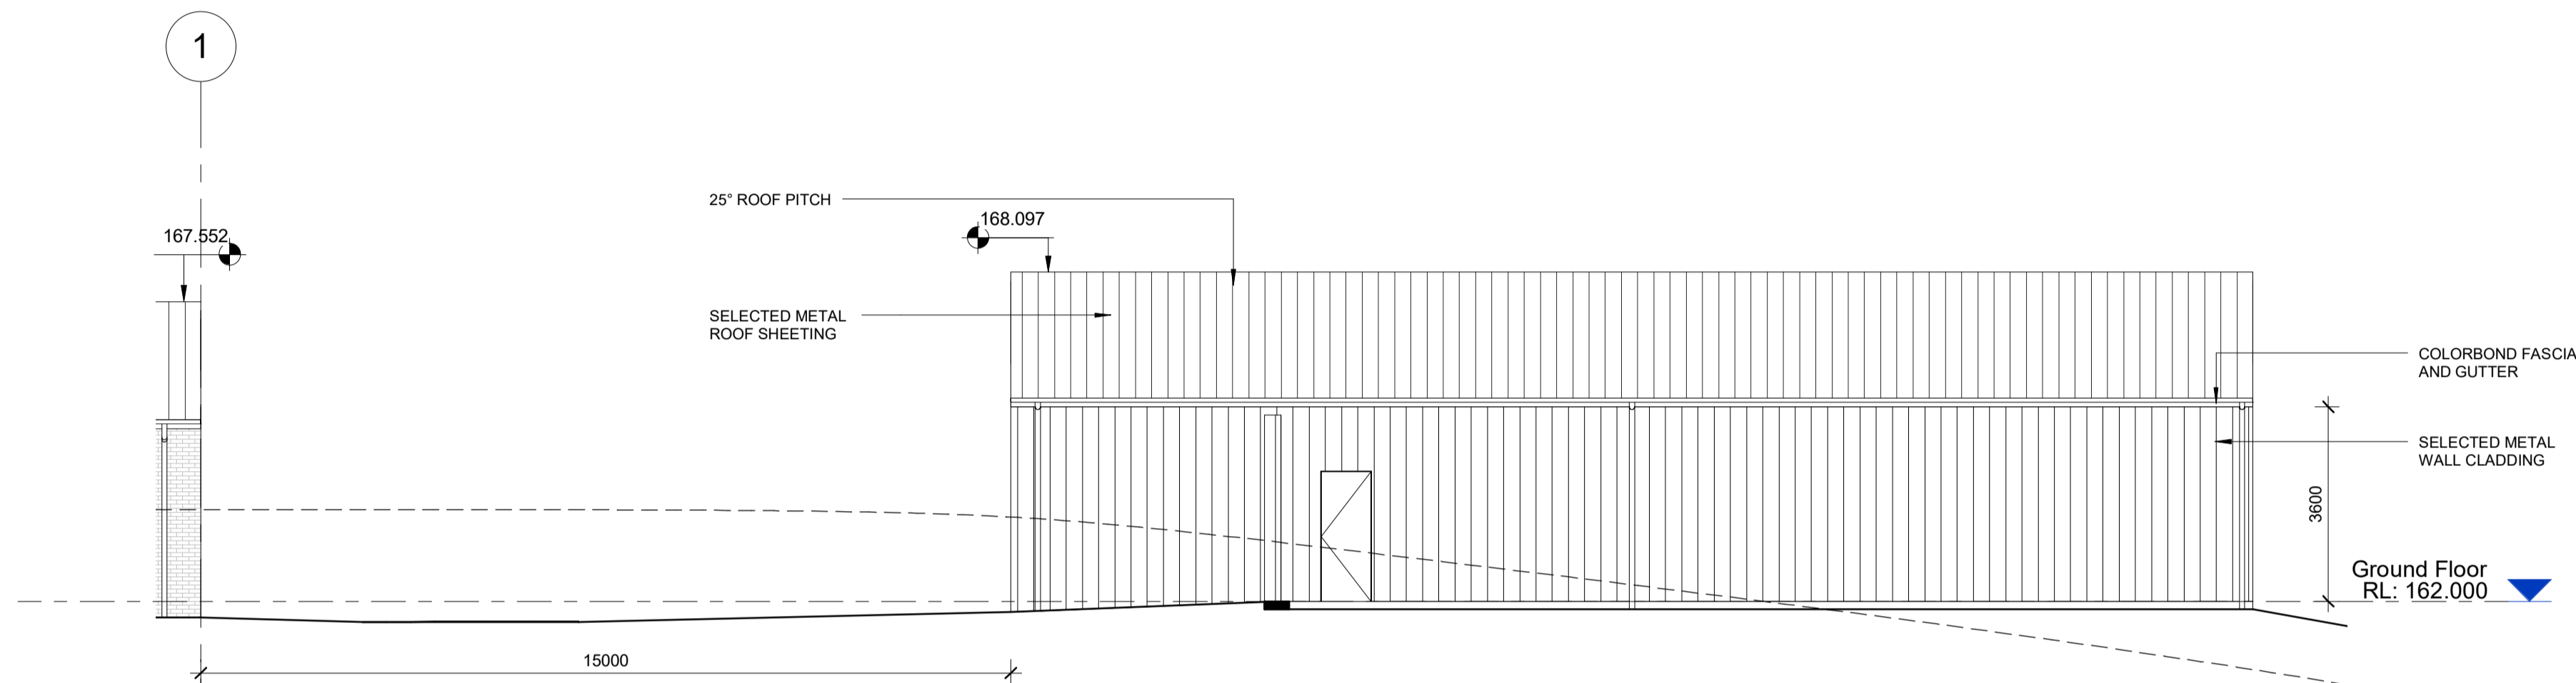 1
167.552
25° ROOF PITCH
168.097
SELECTED METAL
ROOF SHEETING
COLORBOND FASCIA
AND GUTTER
SELECTED METAL
WALL CLADDING
3600
Ground Floor
RL: 162.000
15000